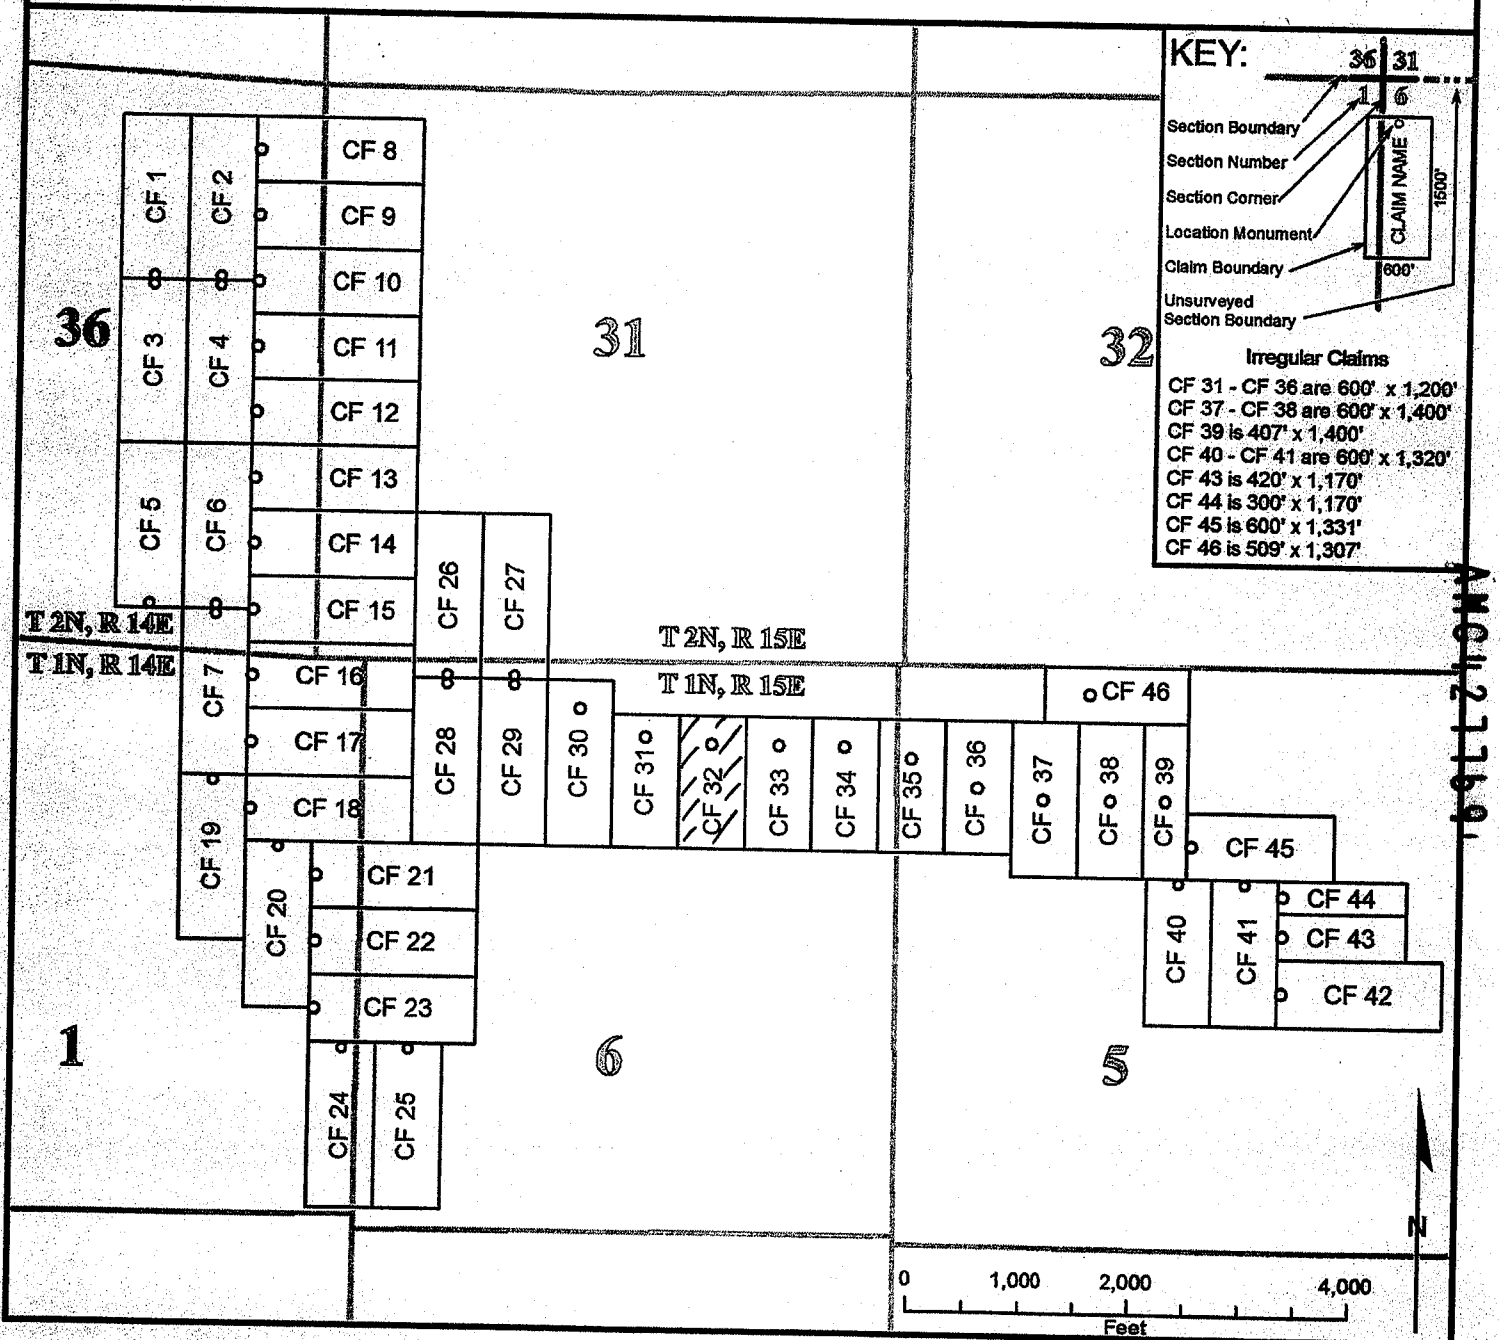 KEY:
36 31
1 6
Section Boundary
Section Number
Section Corner
Location Monument
Claim Boundary
Unsurveyed
Section Boundary
CLAIM NAME
1500'
600'
Irregular Claims
CF 31 - CF 36 are 600' x 1,200'
CF 37 - CF 38 are 600' x 1,400'
CF 39 is 407' x 1,400'
CF 40 - CF 41 are 600' x 1,320'
CF 43 is 420' x 1,170'
CF 44 is 300' x 1,170'
CF 45 is 600' x 1,331'
CF 46 is 509' x 1,307'
CF 1
CF 2
CF 8
CF 9
CF 10
36
CF 3
CF 4
CF 11
31
32
CF 12
CF 13
CF 5
CF 6
CF 14
CF 26
CF 27
CF 15
T 2N, R 14E
T 2N, R 15E
T 1N, R 14E
T 1N, R 15E
CF 7
CF 16
CF 46
CF 17
CF 28
CF 29
CF 30
CF 31
CF 32
CF 33
CF 34
CF 35
CF 36
CF 37
CF 38
CF 39
CF 18
CF 19
CF 45
CF 20
CF 21
CF 44
CF 22
CF 40
CF 41
CF 43
CF 23
CF 42
1
6
5
CF 24
CF 25
N
0 1,000 2,000 4,000
Feet